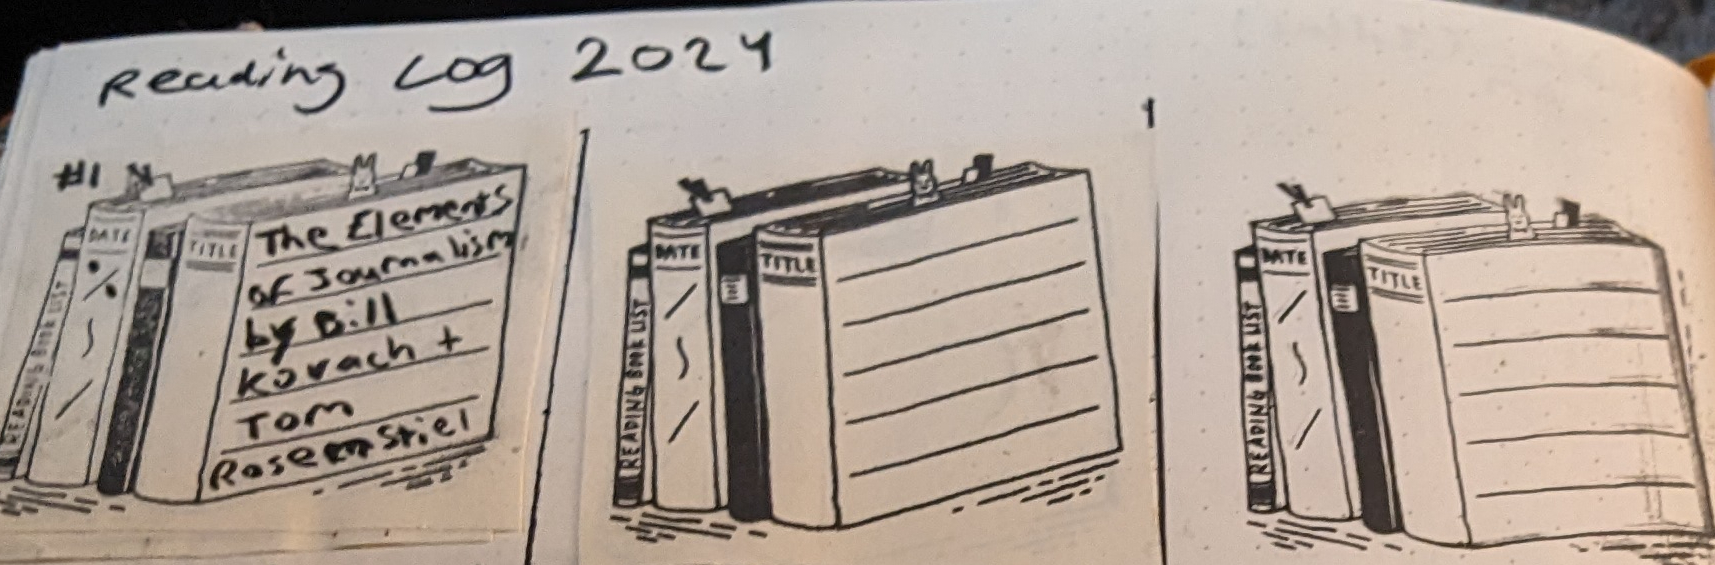 Reading Log 2024
#1
DATE
TITLE
The Elements
of Journalism
by Bill
Kovach +
Tom
Rosenstiel
READING BOOK LIST
DATE
TITLE
READING BOOK LIST
DATE
TITLE
READING BOOK LIST